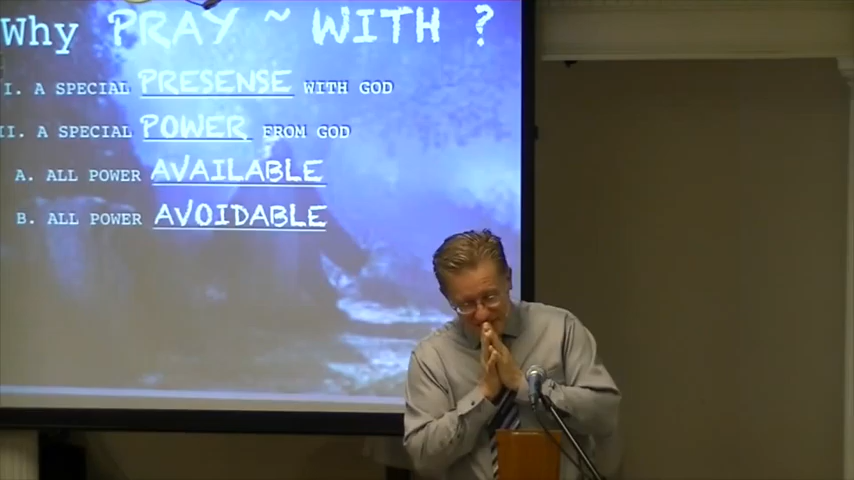 Why PRAY ~ WITH ?
I. A SPECIAL PRESENSE WITH GOD
II. A SPECIAL POWER FROM GOD
A. ALL POWER AVAILABLE
B. ALL POWER AVOIDABLE